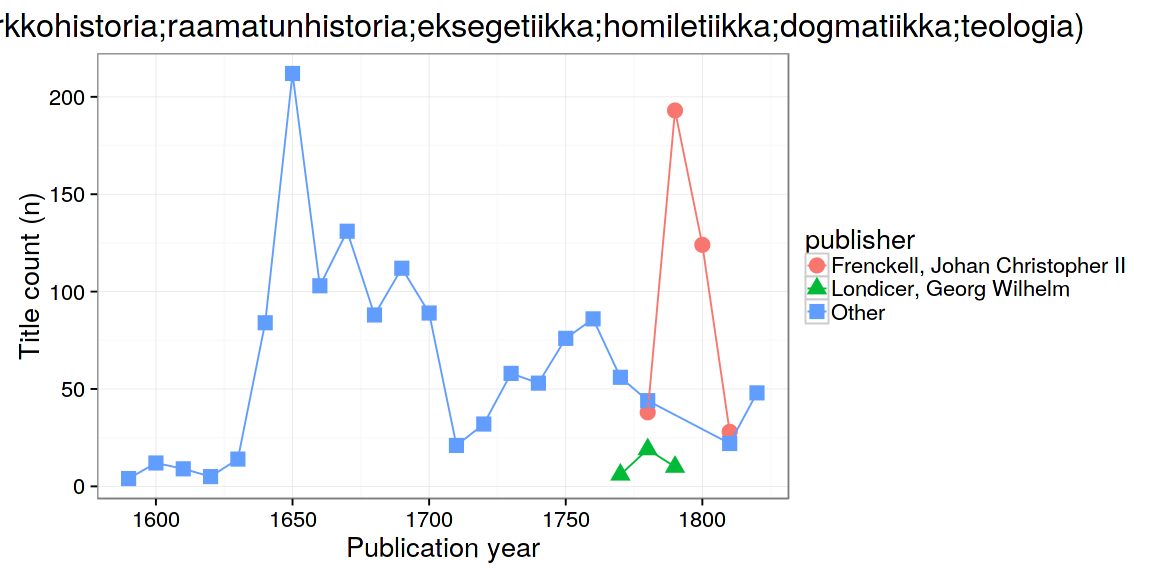 rkkohistoria;raamatunhistoria;eksegetiikka;homiletiikka;dogmatiikka;teologia)
200
150
100
50
0
Title count (n)
1600
1650
1700
1750
1800
Publication year
publisher
Frenckell, Johan Christopher II
Londicer, Georg Wilhelm
Other